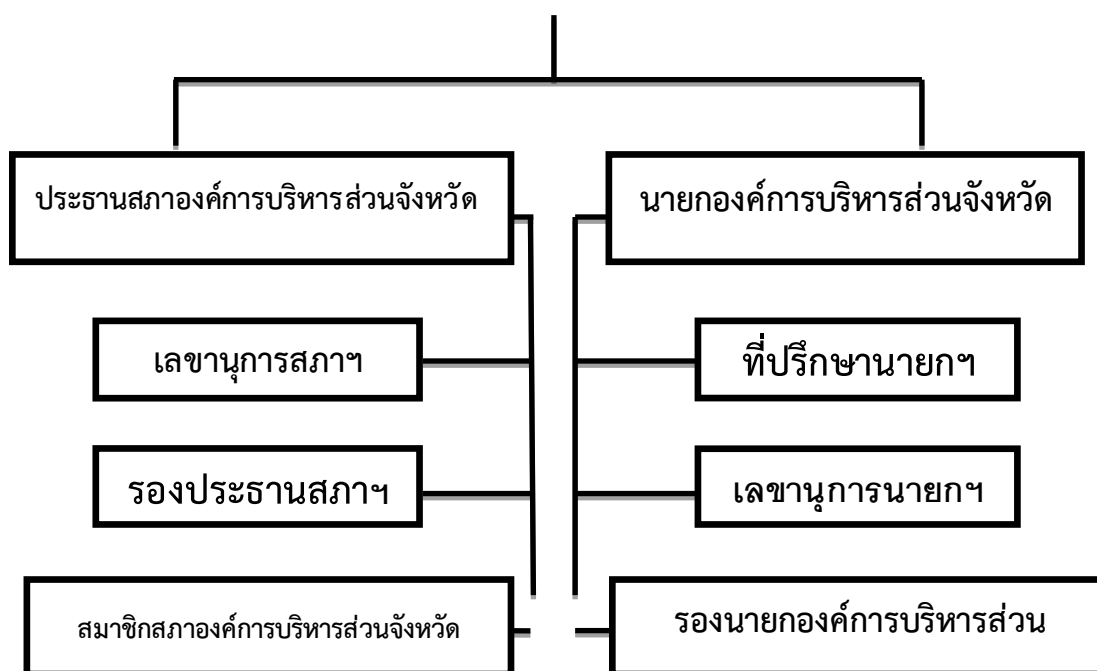 ประธานสภาองค์การบริหารส่วนจังหวัด
นายกองค์การบริหารส่วนจังหวัด
เลขานุการสภาฯ
ที่ปรึกษานายกฯ
รองประธานสภาฯ
เลขานุการนายกฯ
สมาชิกสภาองค์การบริหารส่วนจังหวัด
รองนายกองค์การบริหารส่วน